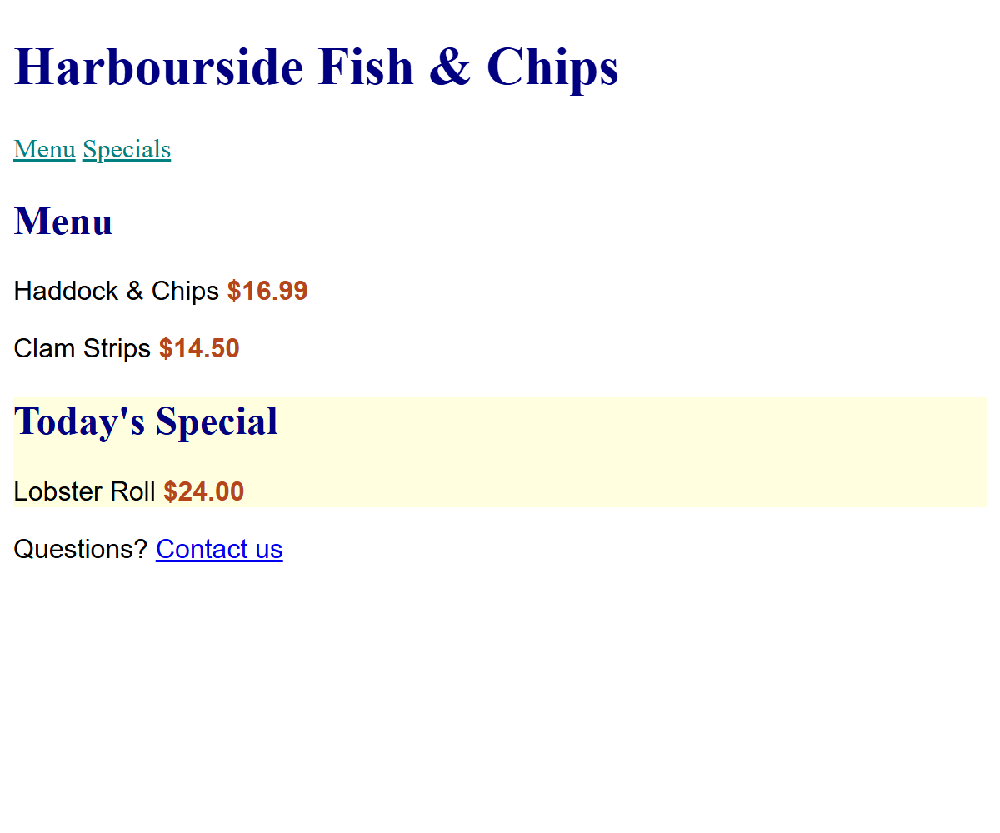 Harbourside Fish & Chips
Menu Specials
Menu
Haddock & Chips $16.99
Clam Strips $14.50
Today's Special
Lobster Roll $24.00
Questions? Contact us